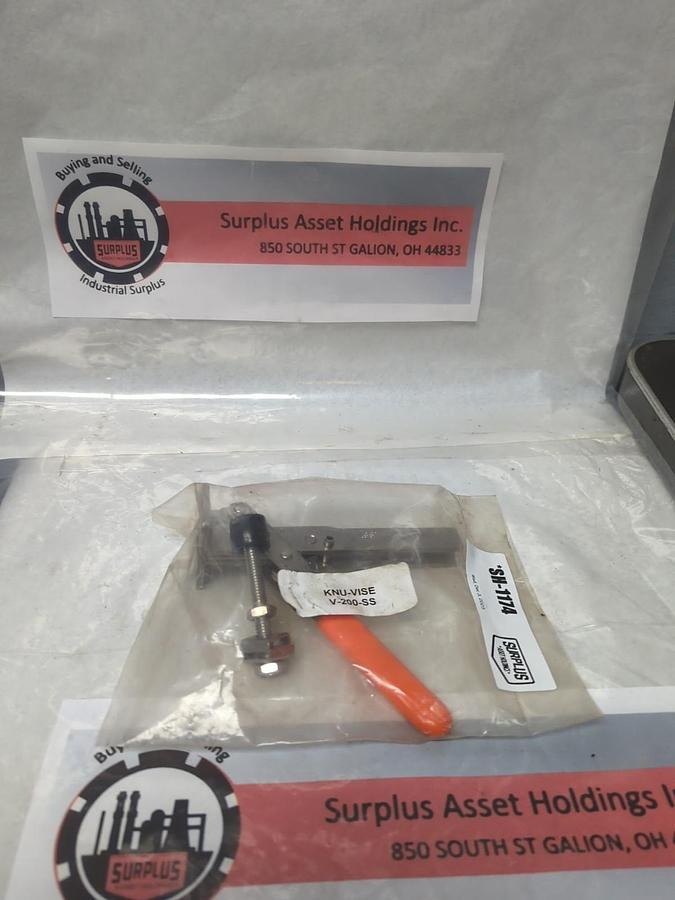 Buying and Selling
SURPLUS
Industrial Surplus
Surplus Asset Holdings Inc.
850 SOUTH ST GALION, OH 44833
KNU-VISE
V-200-SS
*SH-1174
SURPLUS
Surplus Asset Holdings
850 SOUTH ST GALION, OH
SURPLUS